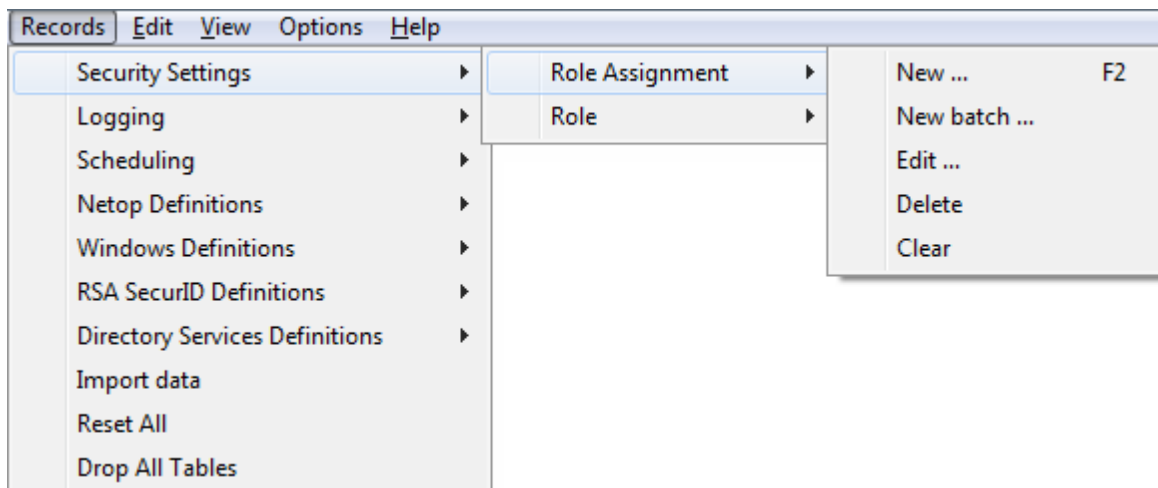 Records Edit View Options Help
Security Settings Role Assignment New ... F2
Logging Role New batch ...
Scheduling Edit ...
Netop Definitions Delete
Windows Definitions Clear
RSA SecurID Definitions
Directory Services Definitions
Import data
Reset All
Drop All Tables